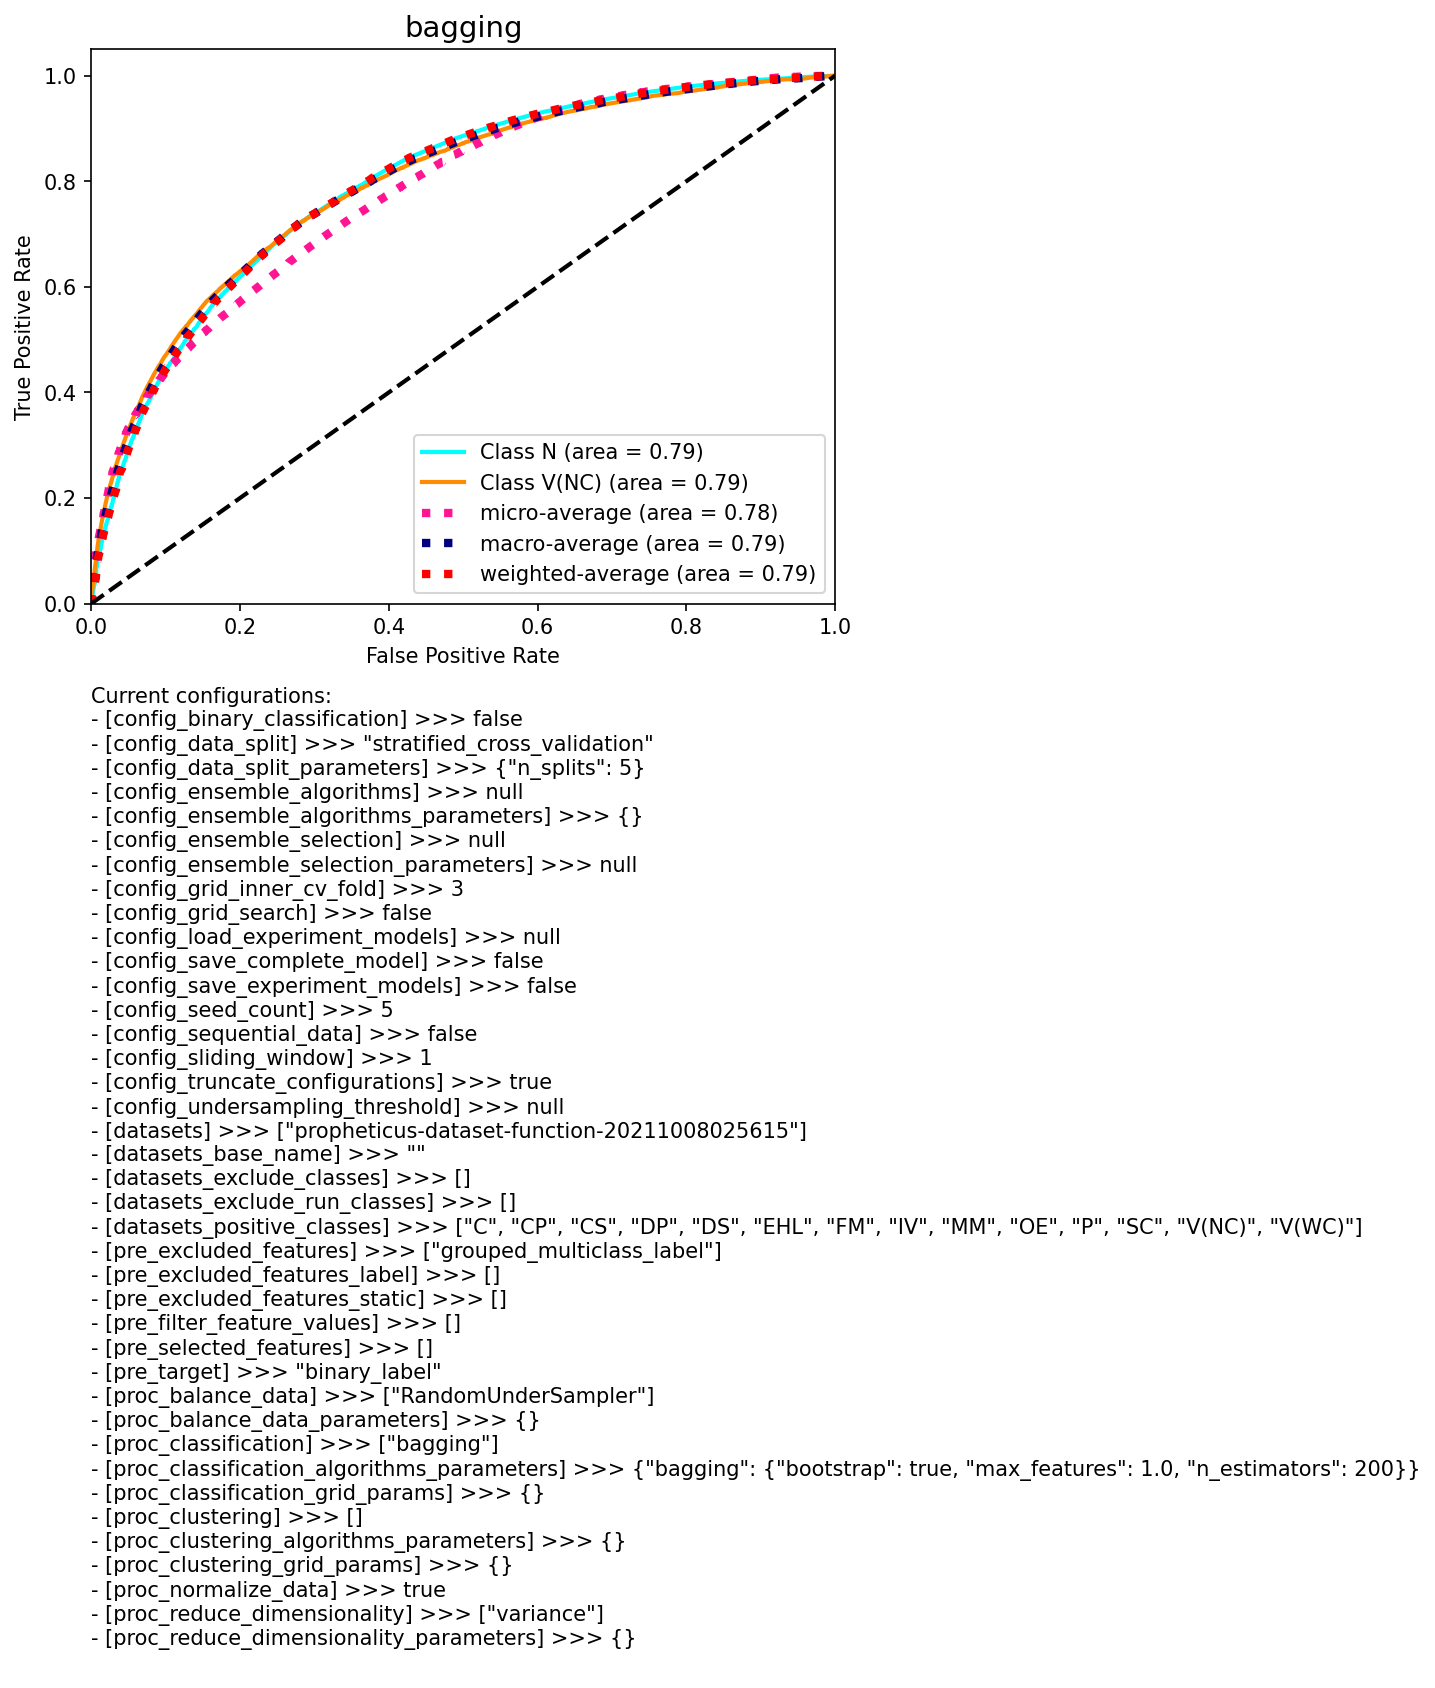 bagging
1.0
0.8
0.6
0.4
0.2
0.0
True Positive Rate
Class N (area = 0.79)
Class V(NC) (area = 0.79)
micro-average (area = 0.78)
macro-average (area = 0.79)
weighted-average (area = 0.79)
0.0 0.2 0.4 0.6 0.8 1.0
False Positive Rate
Current configurations:
- [config_binary_classification] >>> false
- [config_data_split] >>> "stratified_cross_validation"
- [config_data_split_parameters] >>> {"n_splits": 5}
- [config_ensemble_algorithms] >>> null
- [config_ensemble_algorithms_parameters] >>> {}
- [config_ensemble_selection] >>> null
- [config_ensemble_selection_parameters] >>> null
- [config_grid_inner_cv_fold] >>> 3
- [config_grid_search] >>> false
- [config_load_experiment_models] >>> null
- [config_save_complete_model] >>> false
- [config_save_experiment_models] >>> false
- [config_seed_count] >>> 5
- [config_sequential_data] >>> false
- [config_sliding_window] >>> 1
- [config_truncate_configurations] >>> true
- [config_undersampling_threshold] >>> null
- [datasets] >>> ["propheticus-dataset-function-20211008025615"]
- [datasets_base_name] >>> ""
- [datasets_exclude_classes] >>> []
- [datasets_exclude_run_classes] >>> []
- [datasets_positive_classes] >>> ["C", "CP", "CS", "DP", "DS", "EHL", "FM", "IV", "MM", "OE", "P", "SC", "V(NC)", "V(WC)"]
- [pre_excluded_features] >>> ["grouped_multiclass_label"]
- [pre_excluded_features_label] >>> []
- [pre_excluded_features_static] >>> []
- [pre_filter_feature_values] >>> []
- [pre_selected_features] >>> []
- [pre_target] >>> "binary_label"
- [proc_balance_data] >>> ["RandomUnderSampler"]
- [proc_balance_data_parameters] >>> {}
- [proc_classification] >>> ["bagging"]
- [proc_classification_algorithms_parameters] >>> {"bagging": {"bootstrap": true, "max_features": 1.0, "n_estimators": 200}}
- [proc_classification_grid_params] >>> {}
- [proc_clustering] >>> []
- [proc_clustering_algorithms_parameters] >>> {}
- [proc_clustering_grid_params] >>> {}
- [proc_normalize_data] >>> true
- [proc_reduce_dimensionality] >>> ["variance"]
- [proc_reduce_dimensionality_parameters] >>> {}